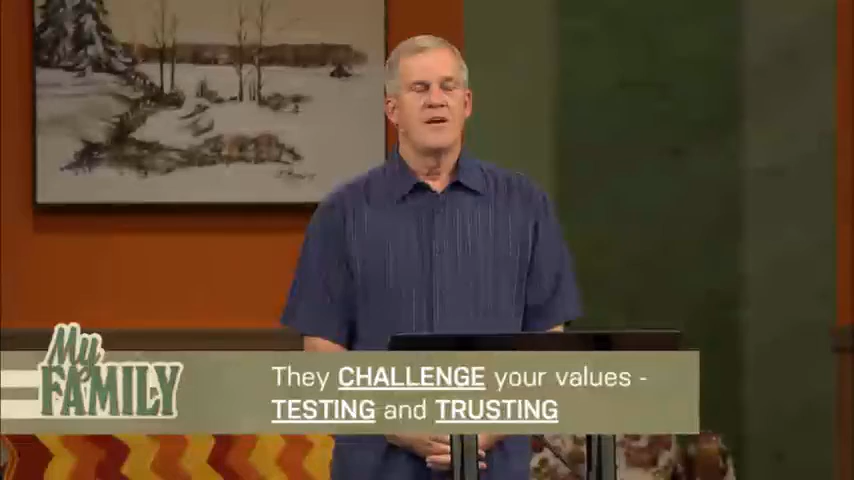 My
FAMILY
They CHALLENGE your values -
TESTING and TRUSTING